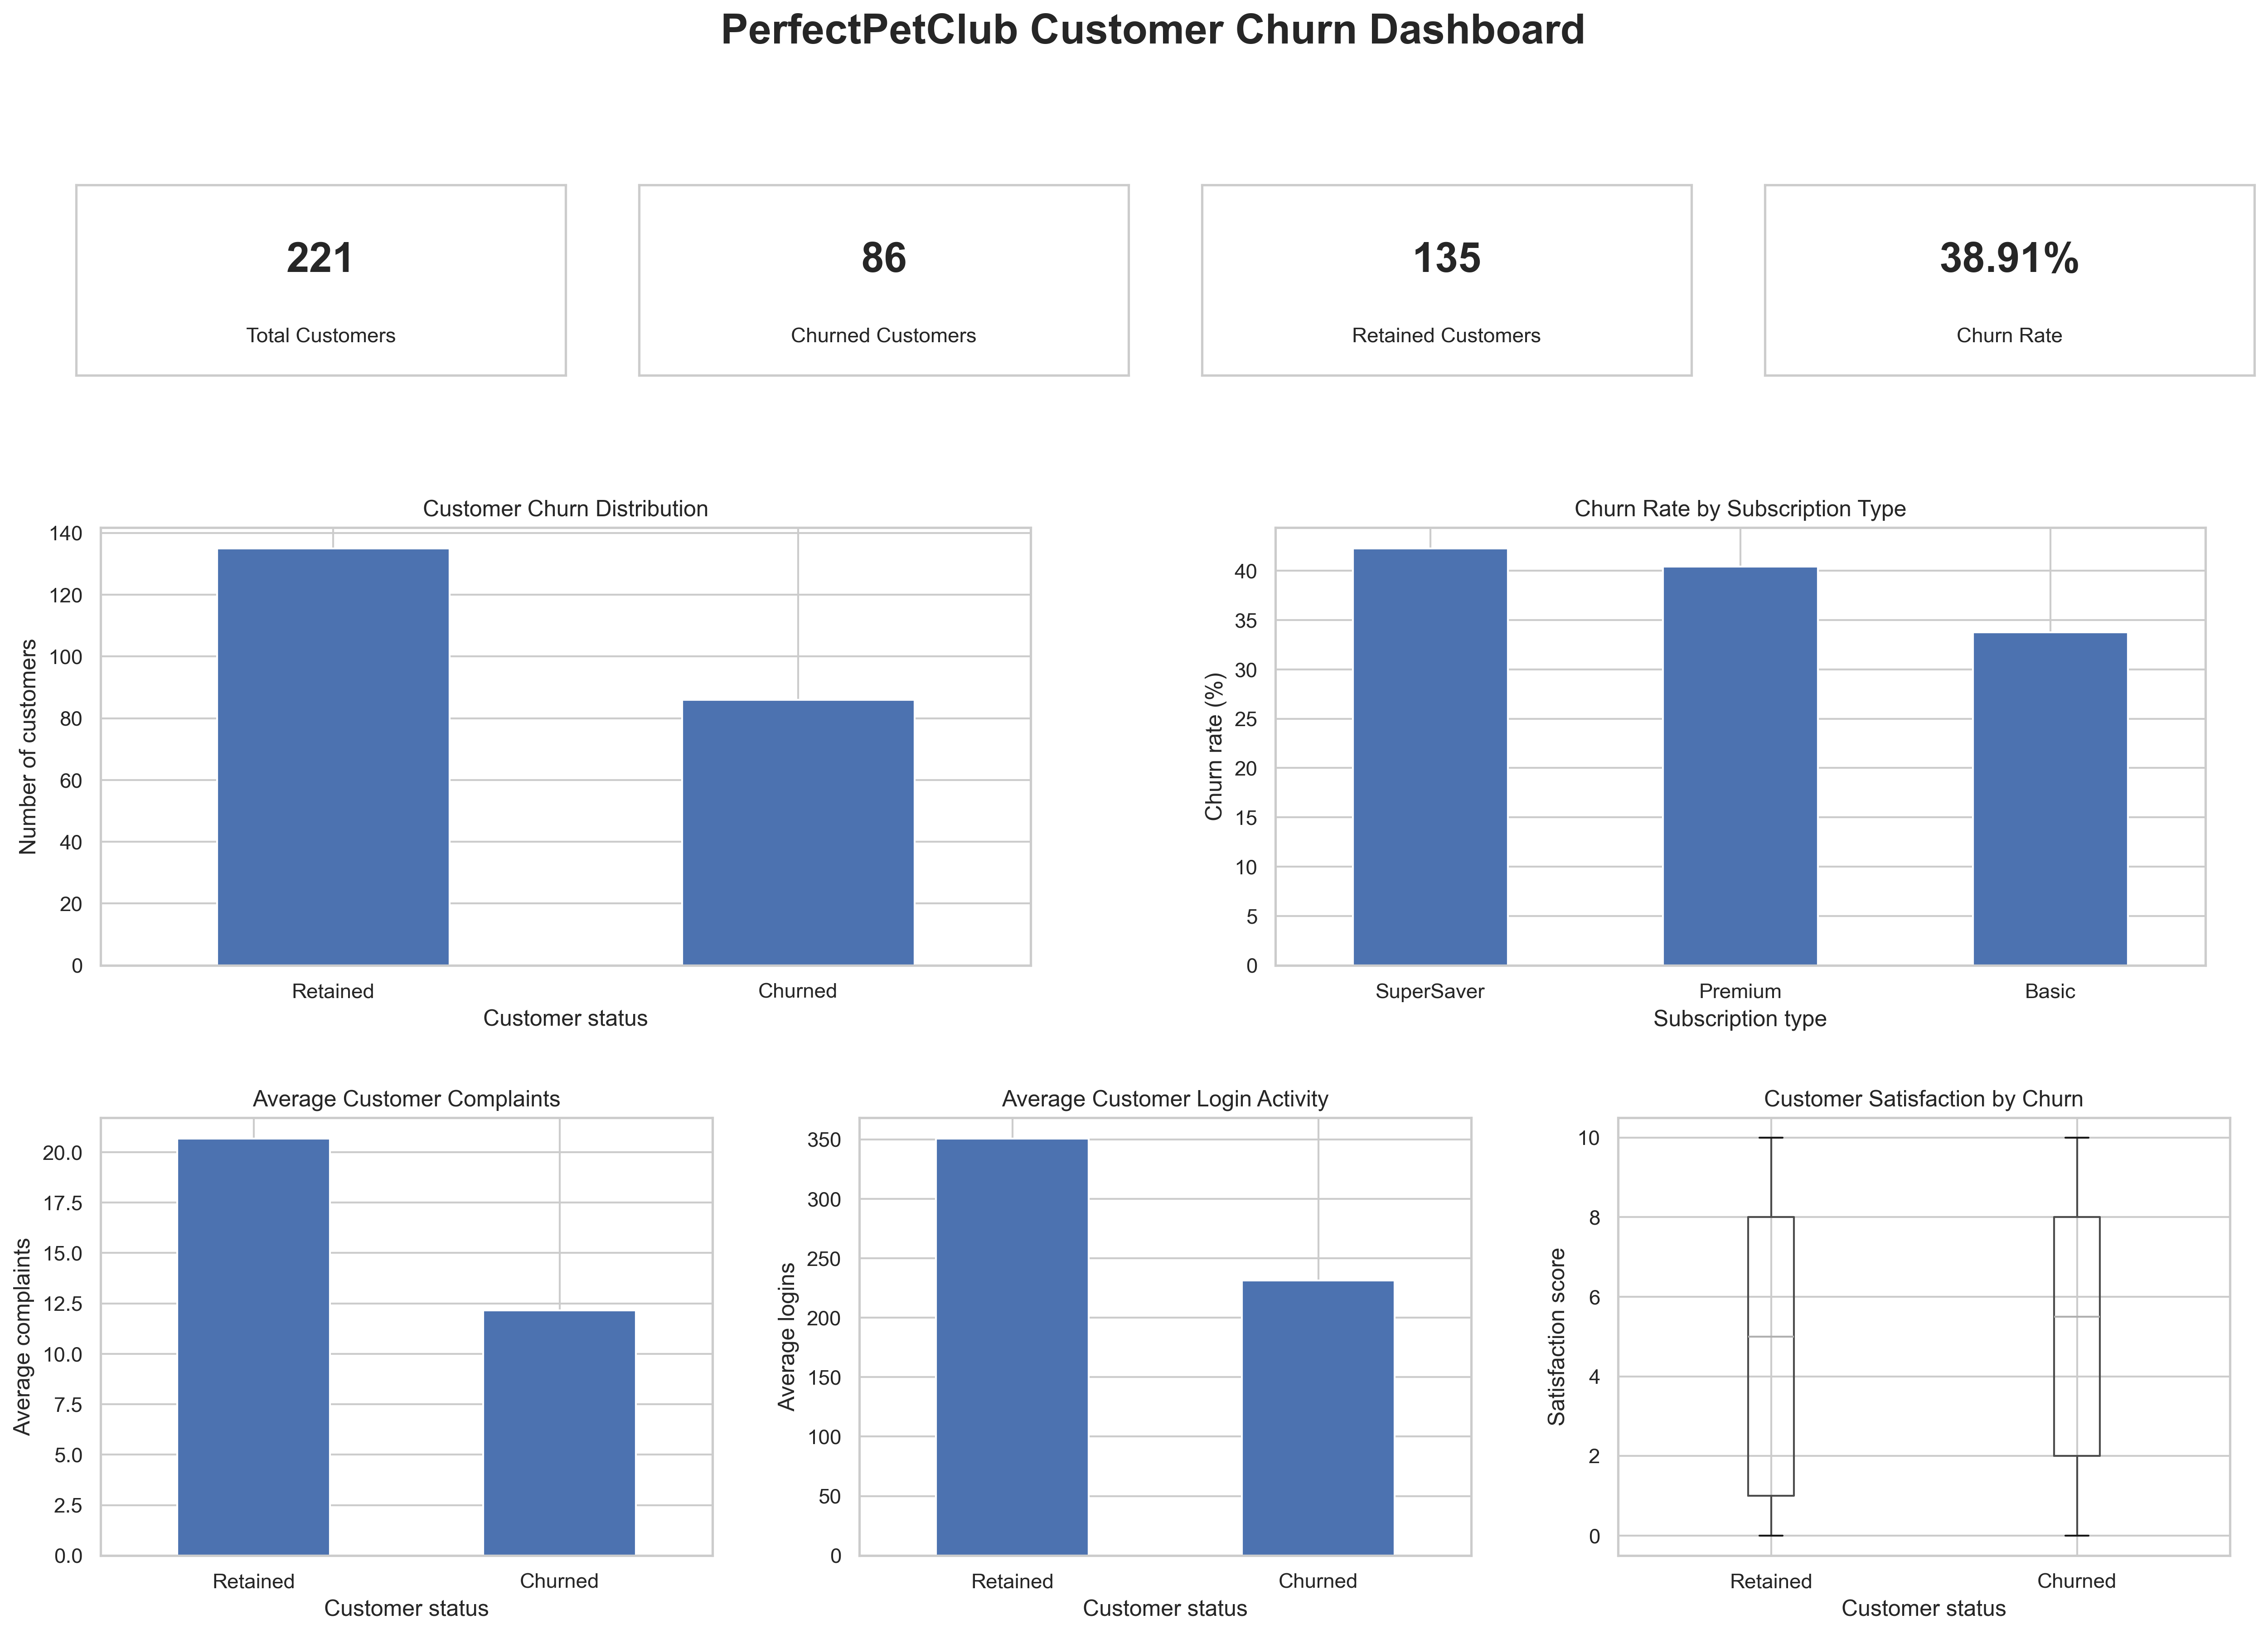 PerfectPetClub Customer Churn Dashboard
221
Total Customers
86
Churned Customers
135
Retained Customers
38.91%
Churn Rate
Customer Churn Distribution
Number of customers
140
120
100
80
60
40
20
0
Retained
Churned
Customer status
Churn Rate by Subscription Type
Churn rate (%)
40
35
30
25
20
15
10
5
0
SuperSaver
Premium
Basic
Subscription type
Average Customer Complaints
Average complaints
20.0
17.5
15.0
12.5
10.0
7.5
5.0
2.5
0.0
Retained
Churned
Customer status
Average Customer Login Activity
Average logins
350
300
250
200
150
100
50
0
Retained
Churned
Customer status
Customer Satisfaction by Churn
Satisfaction score
10
8
6
4
2
0
Retained
Churned
Customer status